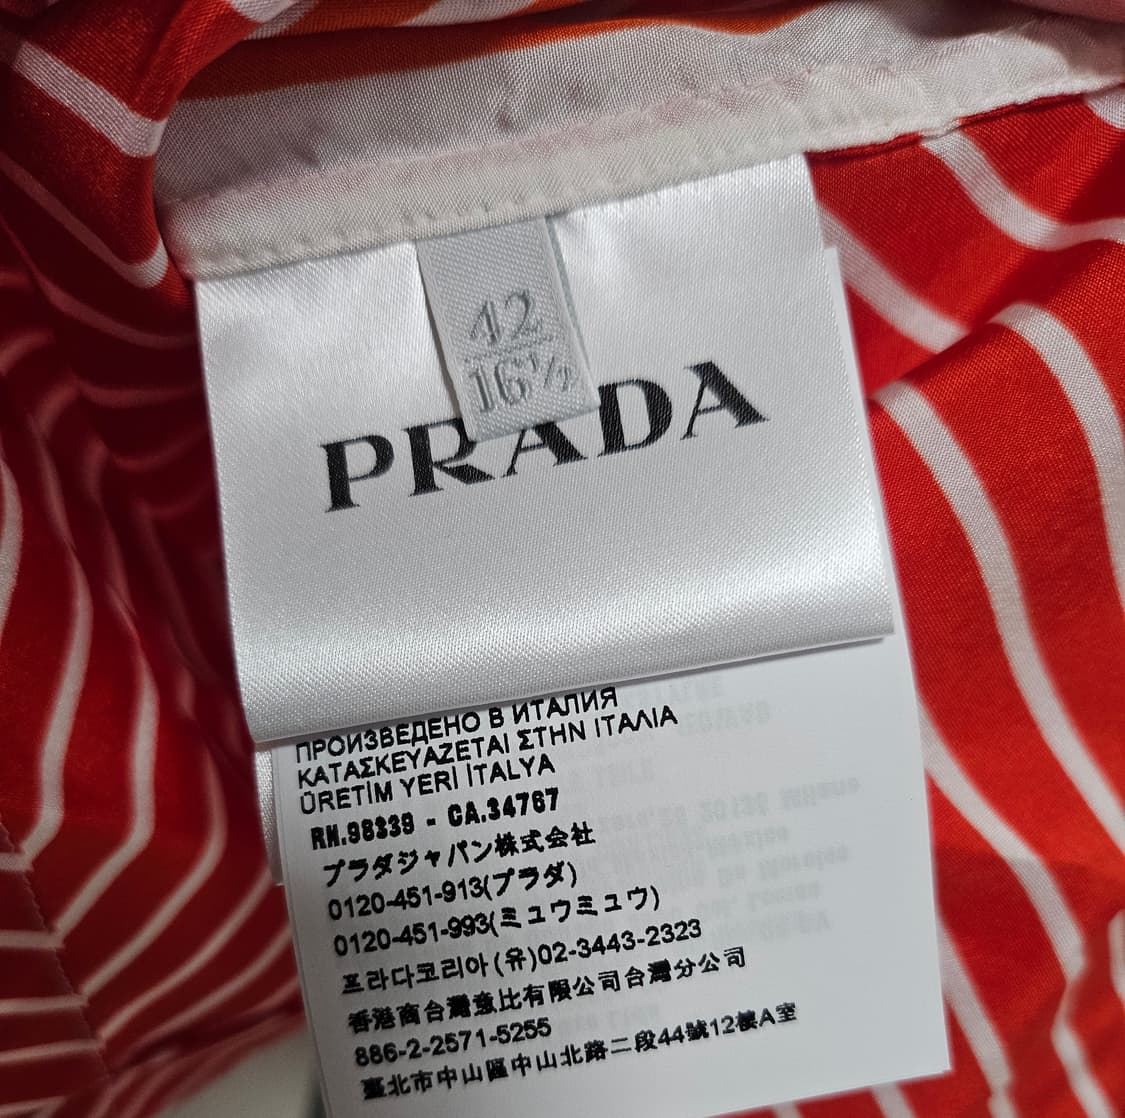 42
16½
PRADA
ПРОИЗВЕДЕНО В ИТАЛИЯ
ΚΑΤΑΣΚΕΥΑΖΕΤΑΙ ΣΤΗΝ ΙΤΑΛΙΑ
ÜRETİM YERİ İTALYA
RN.98339 - CA.34767
プラダジャパン株式会社
0120-451-913(プラダ)
0120-451-993(ミュウミュウ)
프라다코리아(유)02-3443-2323
香港商台灣意比有限公司台灣分公司
886-2-2571-5255
臺北市中山區中山北路二段44號12樓A室